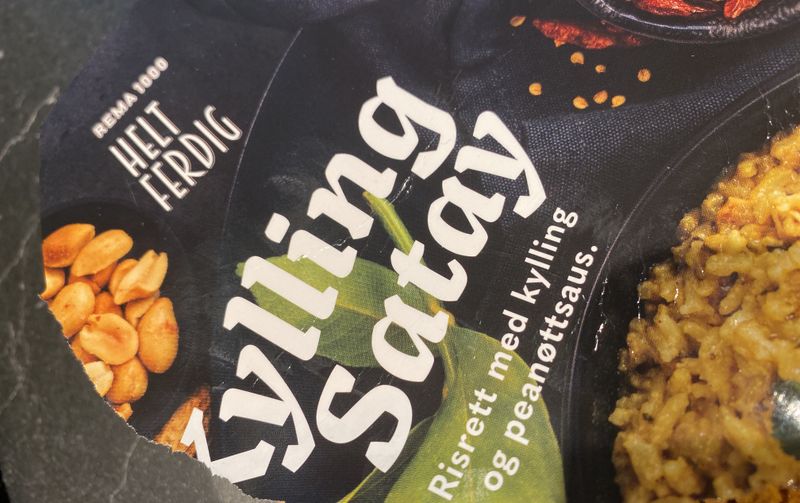 REMA 1000
HELT
FERDIG
Kylling
Satay
Risrett med kylling
og peanøttsaus.